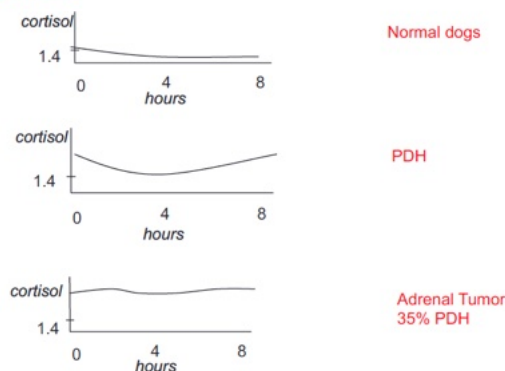 cortisol
Normal dogs
1.4
0 4 8
hours
cortisol
PDH
1.4
0 4 8
hours
cortisol
Adrenal Tumor
35% PDH
1.4
0 4 8
hours